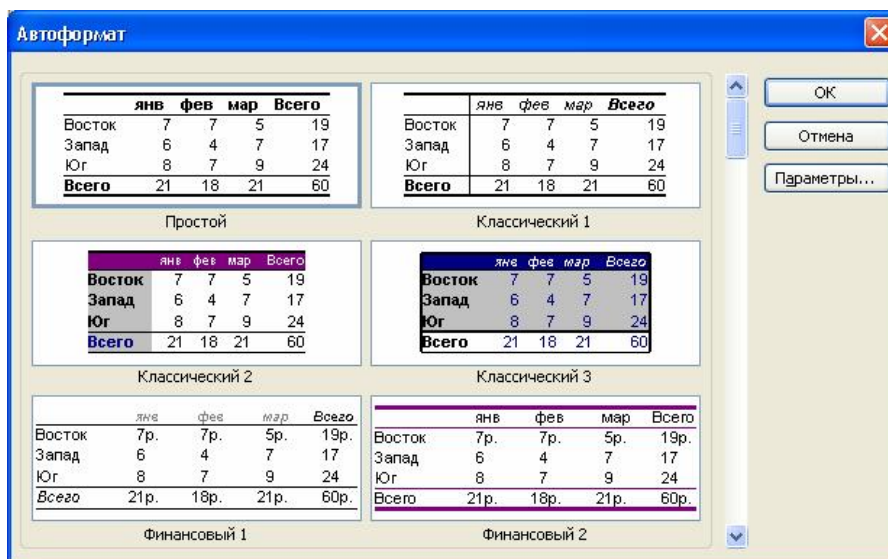 Автоформат
янв фев мар Всего
Восток 7 7 5 19
Запад 6 4 7 17
Юг 8 7 9 24
Всего 21 18 21 60
Простой
янв фев мар Всего
Восток 7 7 5 19
Запад 6 4 7 17
Юг 8 7 9 24
Всего 21 18 21 60
Классический 1
янв фев мар Всего
Восток 7 7 5 19
Запад 6 4 7 17
Юг 8 7 9 24
Всего 21 18 21 60
Классический 2
янв фев мар Всего
Восток 7 7 5 19
Запад 6 4 7 17
Юг 8 7 9 24
Всего 21 18 21 60
Классический 3
янв фев мар Всего
Восток 7р. 7р. 5р. 19р.
Запад 6 4 7 17
Юг 8 7 9 24
Всего 21р. 18р. 21р. 60р.
Финансовый 1
янв фев мар Всего
Восток 7р. 7р. 5р. 19р.
Запад 6 4 7 17
Юг 8 7 9 24
Всего 21р. 18р. 21р. 60р.
Финансовый 2
ОК
Отмена
Параметры...